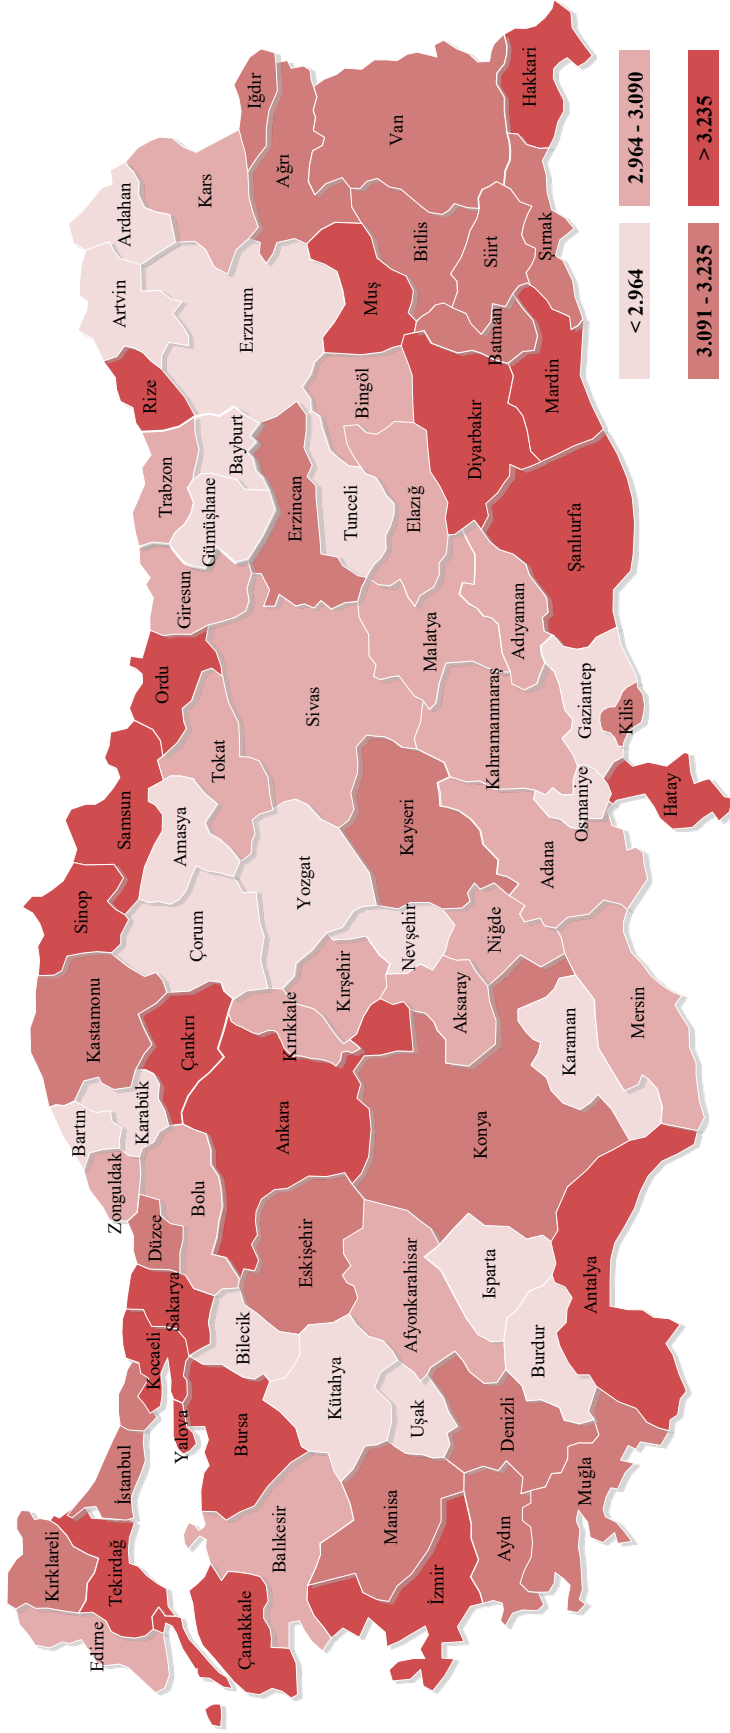 Kırklareli
Edirne
Tekirdağ
İstanbul
Kocaeli
Yalova
Sakarya
Düzce
Zonguldak
Bartın
Karabük
Bolu
Kastamonu
Çankırı
Sinop
Samsun
Çorum
Amasya
Ordu
Tokat
Giresun
Trabzon
Gümüşhane
Bayburt
Rize
Artvin
Ardahan
Kars
Iğdır
Ağrı
Erzurum
Erzincan
Tunceli
Bingöl
Muş
Van
Bitlis
Hakkari
Siirt
Şırnak
Batman
Mardin
Diyarbakır
Şanlıurfa
Elazığ
Malatya
Adıyaman
Sivas
Kahramanmaraş
Gaziantep
Kilis
Osmaniye
Hatay
Adana
Kayseri
Yozgat
Nevşehir
Niğde
Kırşehir
Kırıkkale
Aksaray
Ankara
Konya
Karaman
Mersin
Antalya
Isparta
Burdur
Afyonkarahisar
Eskişehir
Bilecik
Kütahya
Uşak
Denizli
Muğla
Aydın
Manisa
İzmir
Balıkesir
Bursa
Çanakkale
< 2.964
2.964 - 3.090
3.091 - 3.235
> 3.235